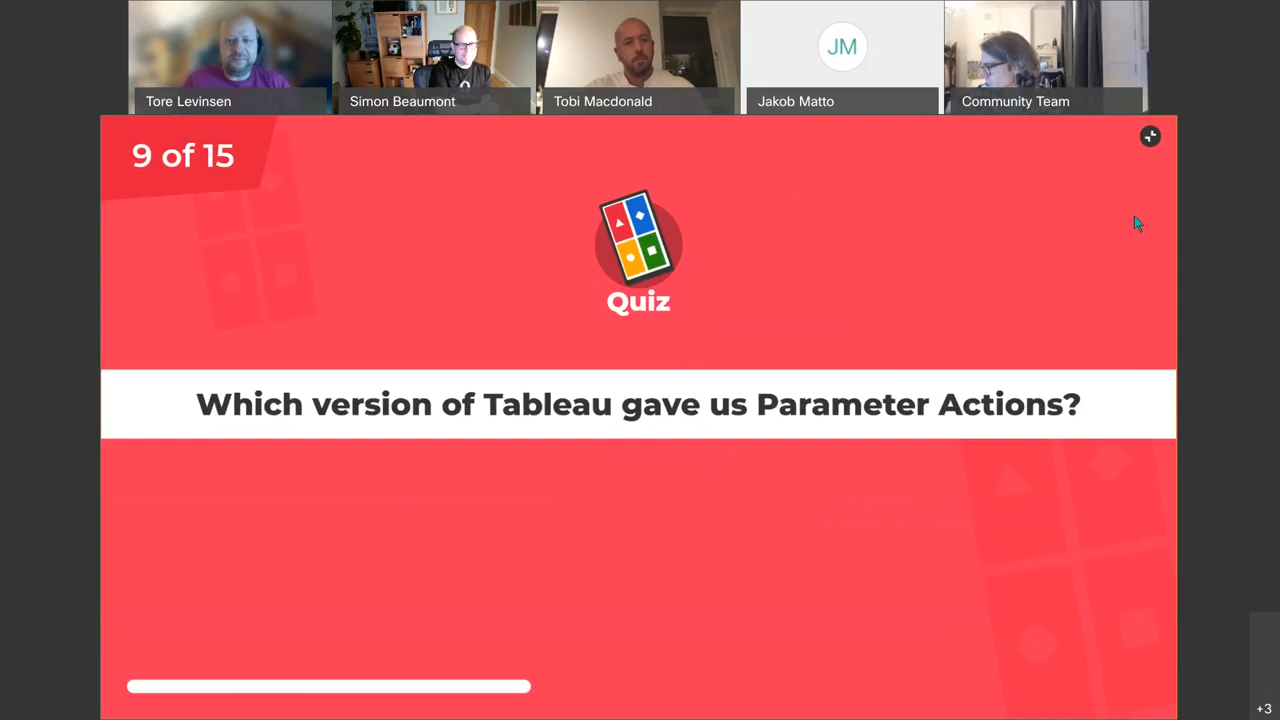 Tore Levinsen
Simon Beaumont
Tobi Macdonald
JM
Jakob Matto
Community Team
9 of 15
Quiz
Which version of Tableau gave us Parameter Actions?
+3